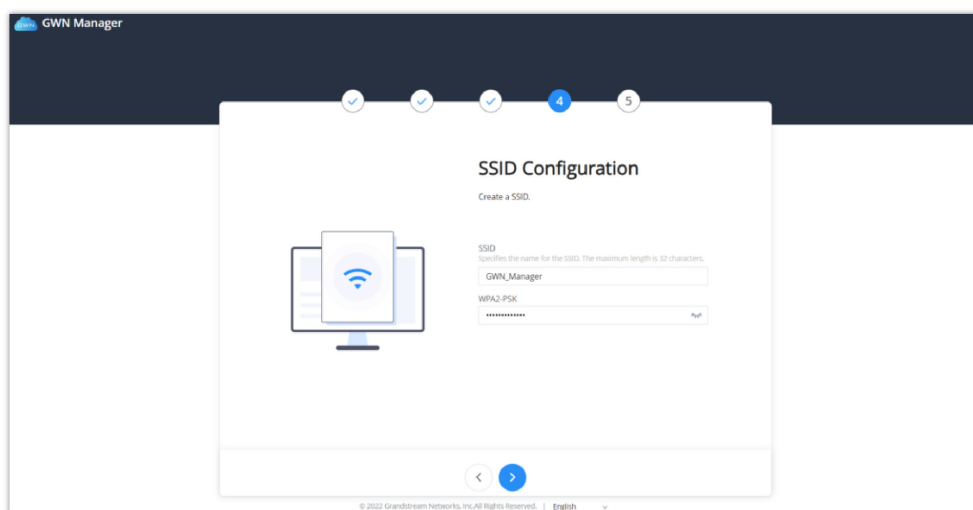 GWN GWN Manager
4 5
SSID Configuration
Create a SSID.
SSID
Specifies the name for the SSID. The maximum length is 32 characters.
GWN_Manager
WPA2-PSK
•••••••••••••
© 2022 Grandstream Networks, Inc.All Rights Reserved. | English